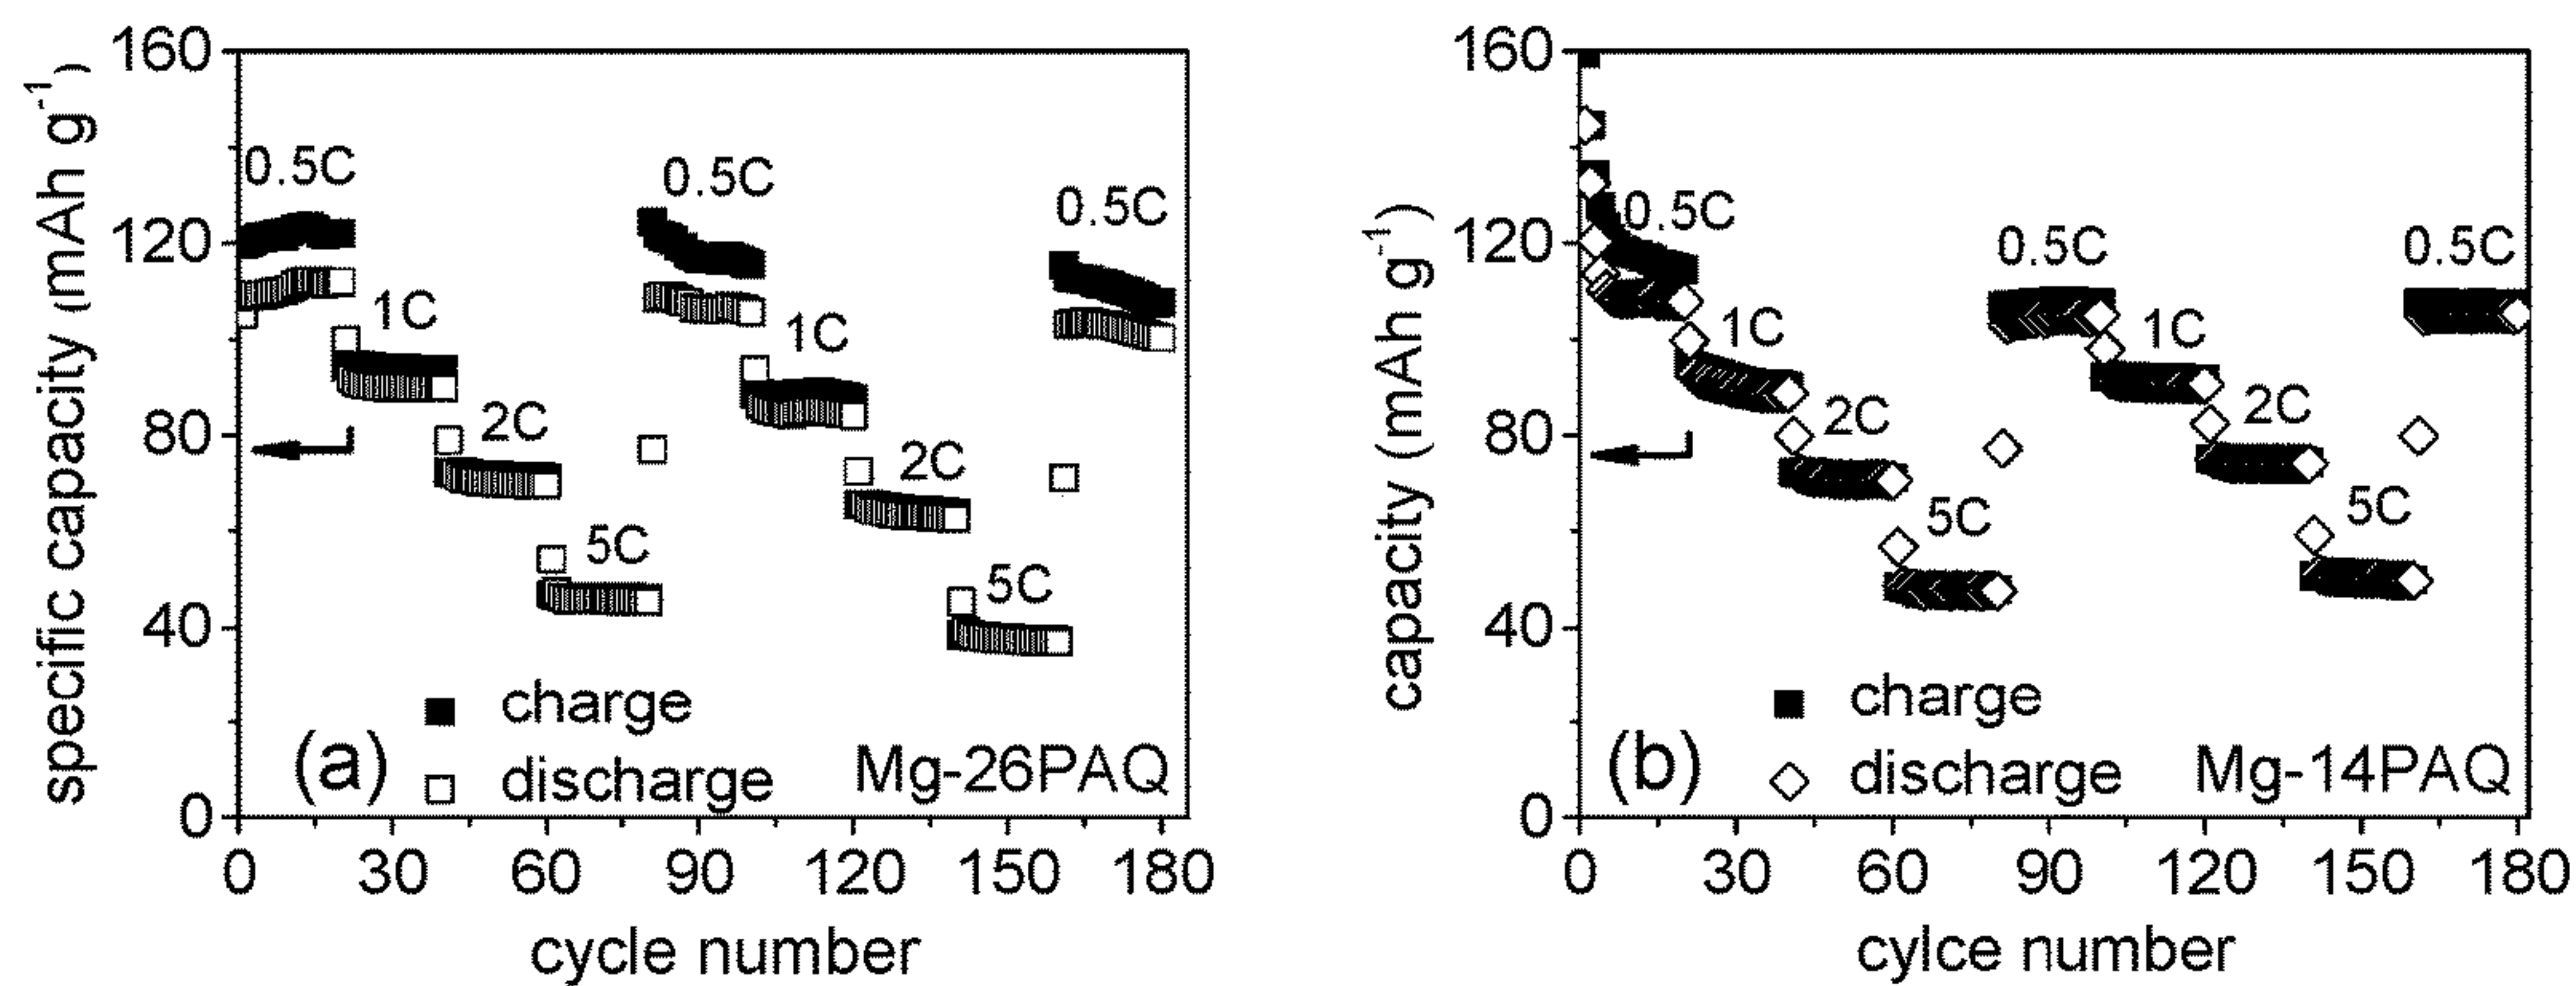 specific capacity (mAh g⁻¹)
160
120
80
40
0
0.5C
1C
2C
5C
0.5C
1C
2C
5C
0.5C
charge
discharge
(a)
Mg-26PAQ
0 30 60 90 120 150 180
cycle number
capacity (mAh g⁻¹)
160
120
80
40
0
0.5C
1C
2C
5C
0.5C
1C
2C
5C
0.5C
charge
discharge
(b)
Mg-14PAQ
0 30 60 90 120 150 180
cylce number